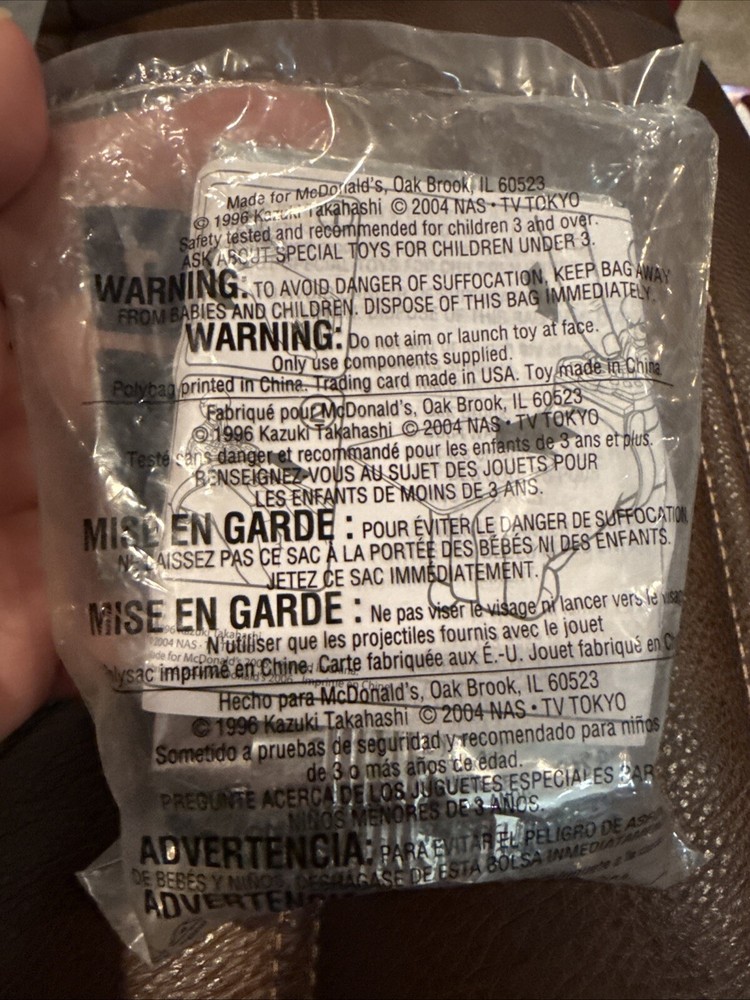 Made for McDonald's, Oak Brook, IL 60523
© 1996 Kazuki Takahashi © 2004 NAS • TV TOKYO
Safety tested and recommended for children 3 and over.
ASK ABOUT SPECIAL TOYS FOR CHILDREN UNDER 3.
WARNING: TO AVOID DANGER OF SUFFOCATION, KEEP BAG AWAY
FROM BABIES AND CHILDREN. DISPOSE OF THIS BAG IMMEDIATELY.
WARNING: Do not aim or launch toy at face.
Only use components supplied.
Polybag printed in China. Trading card made in USA. Toy made in China
Fabriqué pour McDonald's, Oak Brook, IL 60523
© 1996 Kazuki Takahashi © 2004 NAS • TV TOKYO
Testé sans danger et recommandé pour les enfants de 3 ans et plus.
RENSEIGNEZ-VOUS AU SUJET DES JOUETS POUR
LES ENFANTS DE MOINS DE 3 ANS.
MISE EN GARDE : POUR ÉVITER LE DANGER DE SUFFOCATION,
NE LAISSEZ PAS CE SAC À LA PORTÉE DES BÉBÉS NI DES ENFANTS.
JETEZ CE SAC IMMÉDIATEMENT.
MISE EN GARDE : Ne pas viser le visage ni lancer vers le visage
N'utiliser que les projectiles fournis avec le jouet
Polysac imprimé en Chine. Carte fabriquée aux É.-U. Jouet fabriqué en
Kazuki Takahashi
2004 NAS
for McDonald's
Hecho para McDonald's, Oak Brook, IL 60523
© 1996 Kazuki Takahashi © 2004 NAS • TV TOKYO
Sometido a pruebas de seguridad y recomendado para niños
de 3 o más años de edad.
PREGUNTE ACERCA DE LOS JUGUETES ESPECIALES PARA
NIÑOS MENORES DE 3 AÑOS.
ADVERTENCIA: PARA EVITAR EL PELIGRO DE
DE BEBÉS Y NIÑOS. DESHÁGASE DE ESTA BOLSA